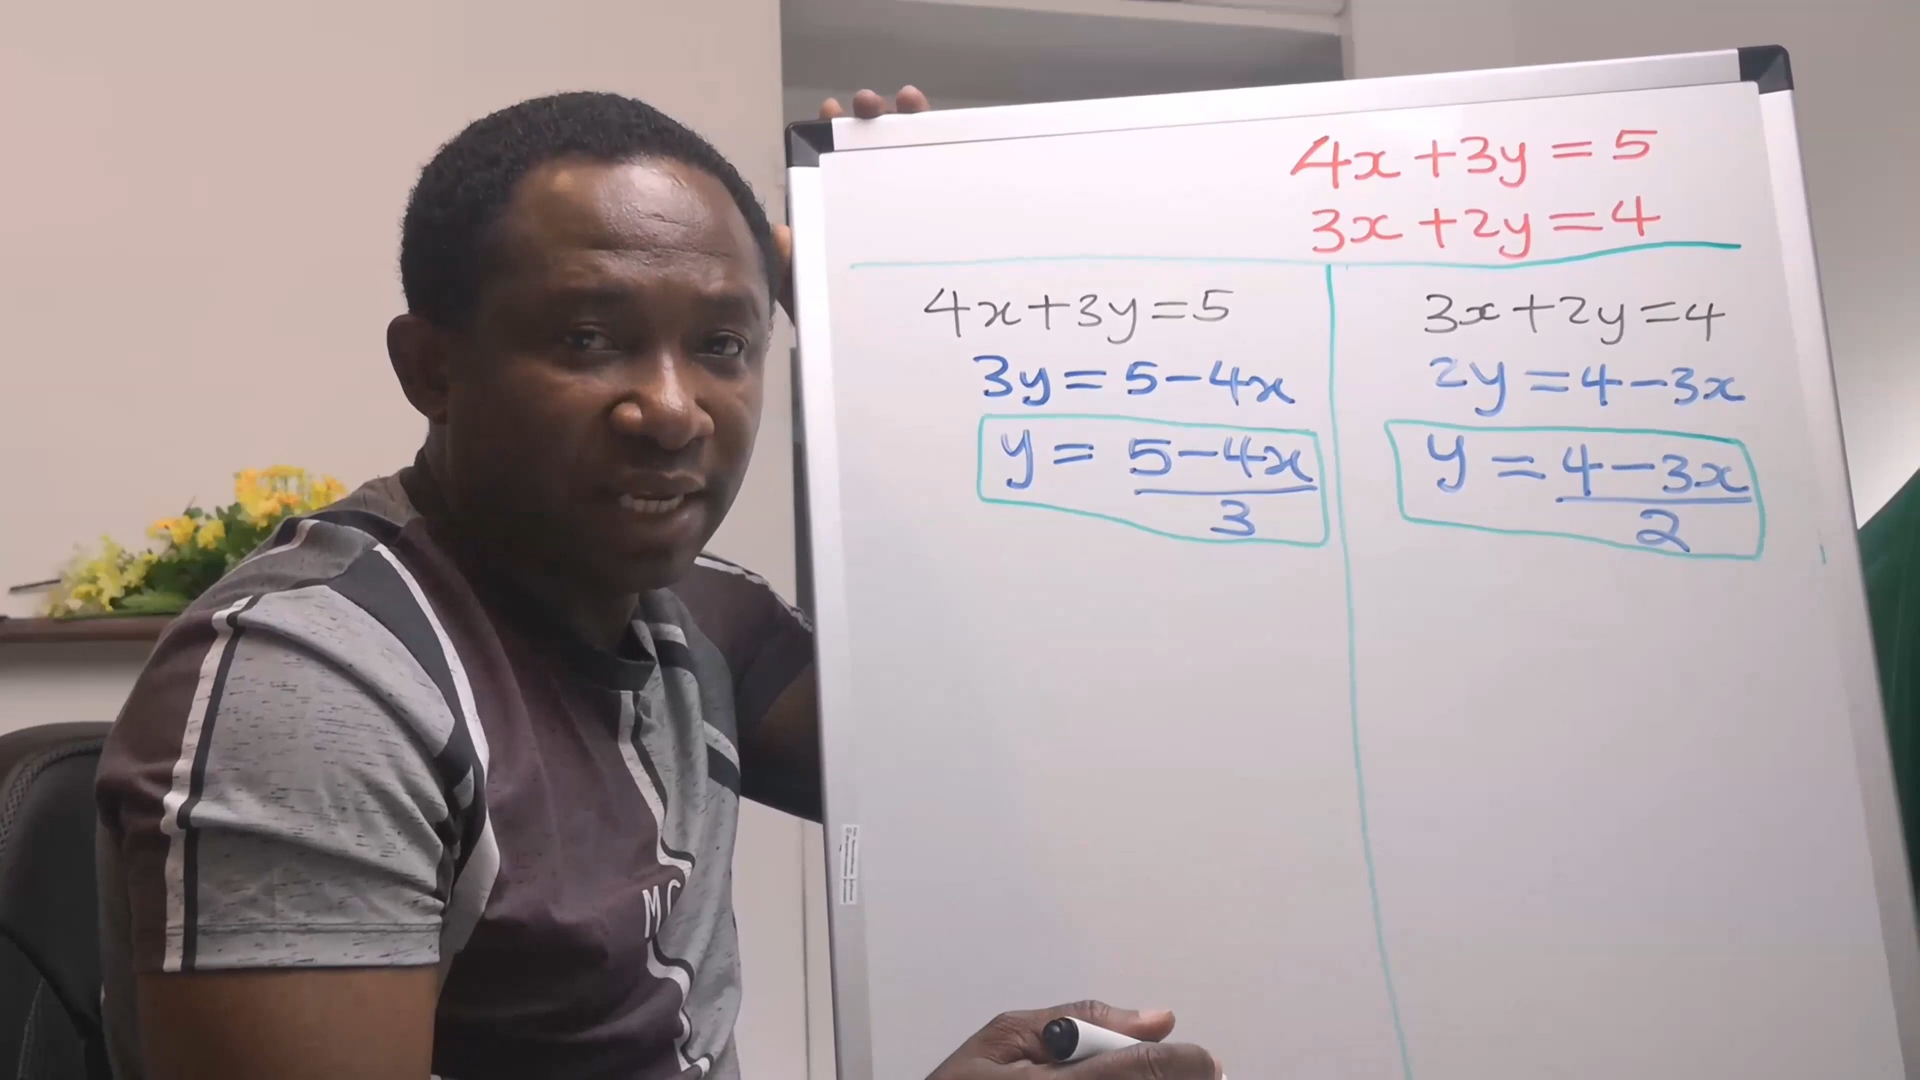 4x+3y=5
3x+2y=4
4x+3y=5
3y=5-4x
y=5-4x/3
3x+2y=4
2y=4-3x
y=4-3x/2